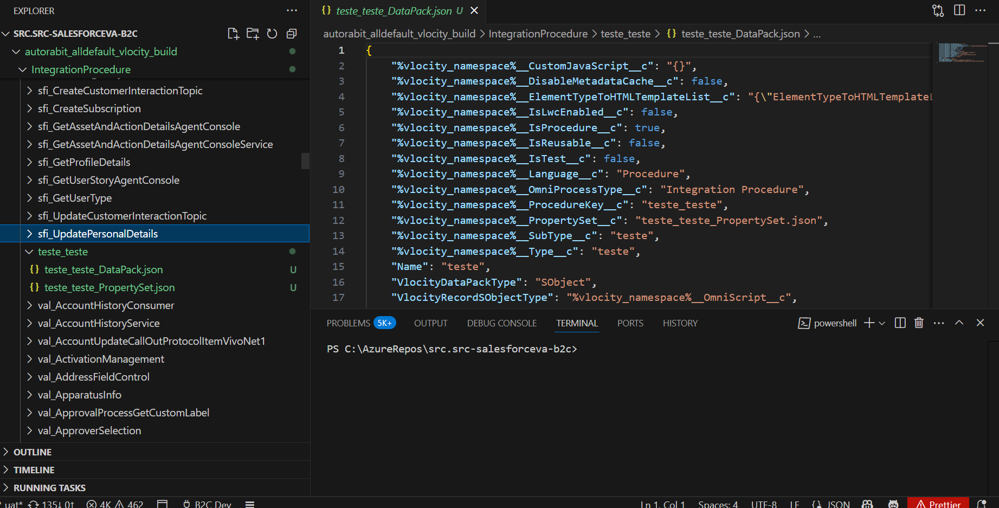 EXPLORER
SRC.SRC-SALESFORCEVA-B2C
autorabit_alldefault_vlocity_build
IntegrationProcedure
sfi_CreateCustomerInteractionTopic
sfi_CreateSubscription
sfi_GetAssetAndActionDetailsAgentConsole
sfi_GetAssetAndActionDetailsAgentConsoleService
sfi_GetProfileDetails
sfi_GetUserStoryAgentConsole
sfi_GetUserType
sfi_UpdateCustomerInteractionTopic
sfi_UpdatePersonalDetails
teste_teste
{} teste_teste_DataPack.json U
{} teste_teste_PropertySet.json U
val_AccountHistoryConsumer
val_AccountHistoryService
val_AccountUpdateCallOutProtocolItemVivoNet1
val_ActivationManagement
val_AddressFieldControl
val_ApparatusInfo
val_ApprovalProcessGetCustomLabel
val_ApproverSelection
OUTLINE
TIMELINE
RUNNING TASKS
{} teste_teste_DataPack.json U
autorabit_alldefault_vlocity_build > IntegrationProcedure > teste_teste > {} teste_teste_DataPack.json > ...
1 {
2 "%vlocity_namespace%__CustomJavaScript__c": "{}",
3 "%vlocity_namespace%__DisableMetadataCache__c": false,
4 "%vlocity_namespace%__ElementTypeToHTMLTemplateList__c": "{\"ElementTypeToHTMLTemplateL
5 "%vlocity_namespace%__IsLwcEnabled__c": false,
6 "%vlocity_namespace%__IsProcedure__c": true,
7 "%vlocity_namespace%__IsReusable__c": false,
8 "%vlocity_namespace%__IsTest__c": false,
9 "%vlocity_namespace%__Language__c": "Procedure",
10 "%vlocity_namespace%__OmniProcessType__c": "Integration Procedure",
11 "%vlocity_namespace%__ProcedureKey__c": "teste_teste",
12 "%vlocity_namespace%__PropertySet__c": "teste_teste_PropertySet.json",
13 "%vlocity_namespace%__SubType__c": "teste",
14 "%vlocity_namespace%__Type__c": "teste",
15 "Name": "teste",
16 "VlocityDataPackType": "SObject",
17 "VlocityRecordSObjectType": "%vlocity_namespace%__OmniScript__c",
PROBLEMS 5K+ OUTPUT DEBUG CONSOLE TERMINAL PORTS HISTORY powershell
PS C:\AzureRepos\src.src-salesforceva-b2c>
uat* 135↓ 0↑ 4K 462 B2C Dev Ln 1, Col 1 Spaces: 4 UTF-8 LF {} JSON Prettier